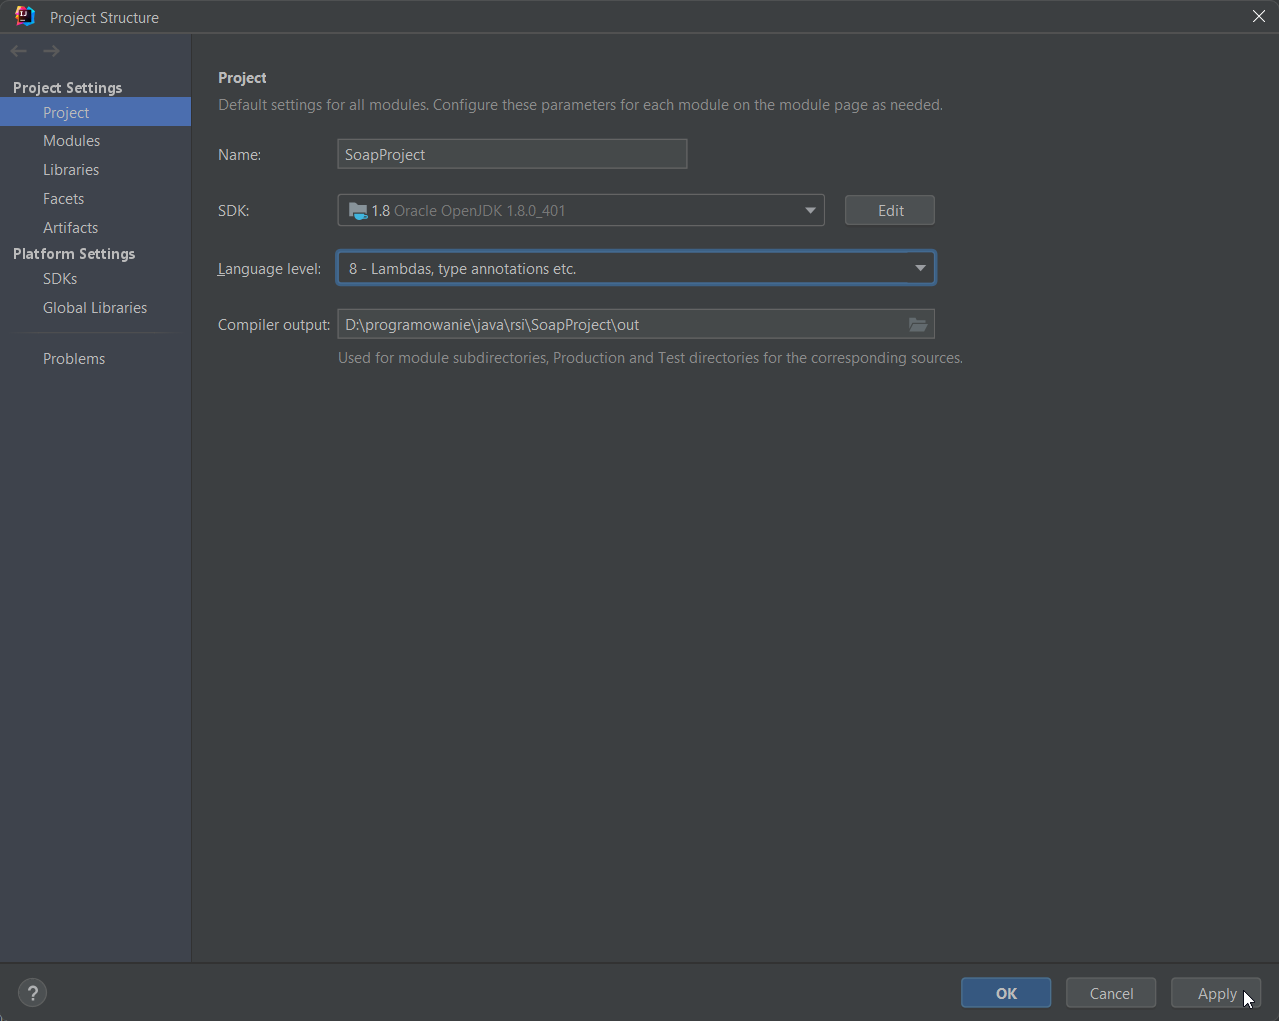 Project Structure
Project Settings
Project
Modules
Libraries
Facets
Artifacts
Platform Settings
SDKs
Global Libraries
Problems
Project
Default settings for all modules. Configure these parameters for each module on the module page as needed.
Name: SoapProject
SDK: 1.8 Oracle OpenJDK 1.8.0_401 Edit
Language level: 8 - Lambdas, type annotations etc.
Compiler output: D:\programowanie\java\rsi\SoapProject\out
Used for module subdirectories, Production and Test directories for the corresponding sources.
? OK Cancel Apply